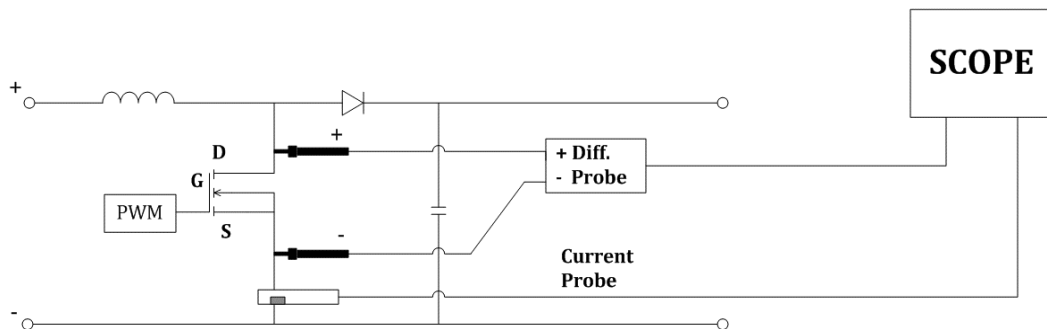 SCOPE
+
+
D
+ Diff.
- Probe
G
PWM
S
-
Current
Probe
-